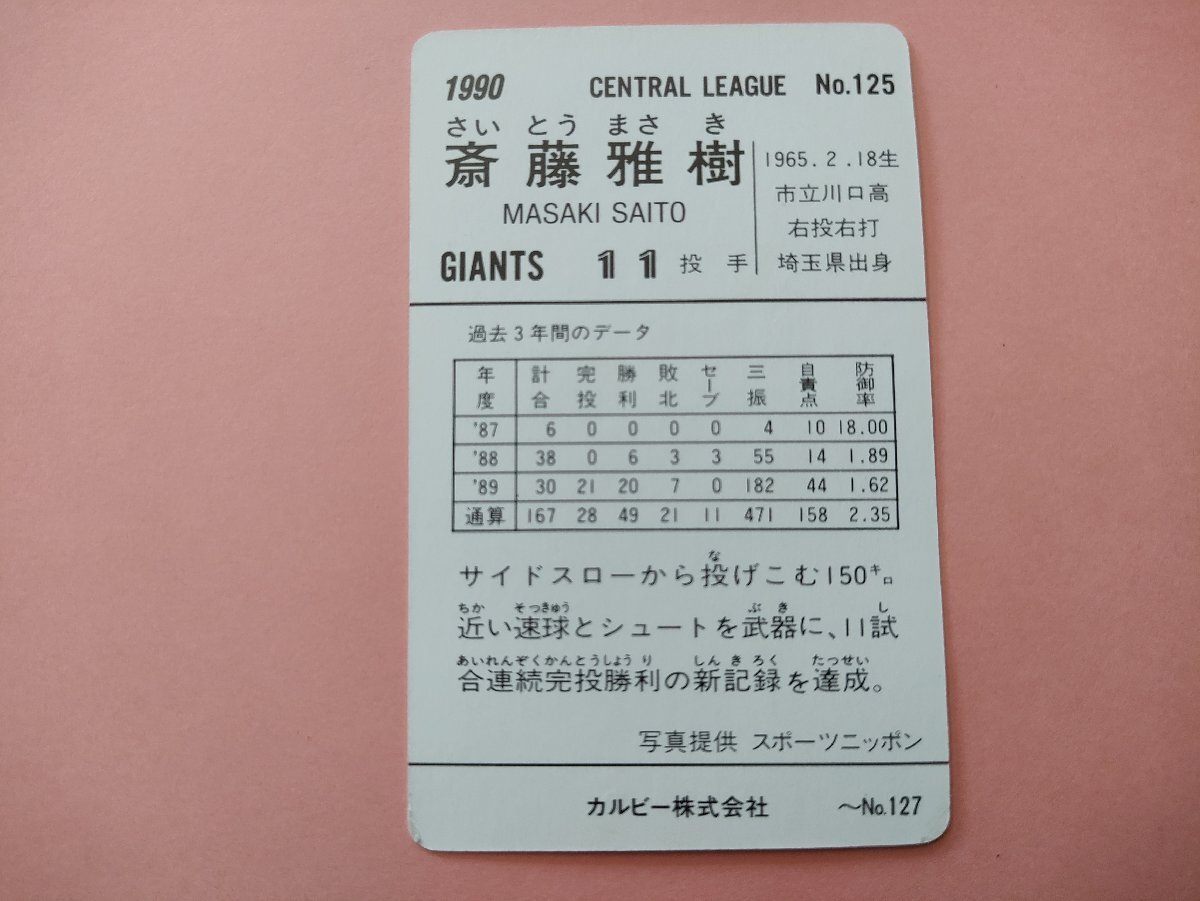 1990 CENTRAL LEAGUE No.125
さい とう まさ き
斎藤雅樹
MASAKI SAITO
GIANTS 11 投手
1965.2.18生
市立川口高
右投右打
埼玉県出身
過去3年間のデータ
年度 計合 完投 勝利 敗北 セーブ 三振 自責点 防御率
'87 6 0 0 0 0 4 10 18.00
'88 38 0 6 3 3 55 14 1.89
'89 30 21 20 7 0 182 44 1.62
通算 167 28 49 21 11 471 158 2.35
な
サイドスローから投げこむ150キロ
ちか そっきゅう ぶき し
近い速球とシュートを武器に、11試
あいれんぞくかんとうしょうり しんきろく たっせい
合連続完投勝利の新記録を達成。
写真提供 スポーツニッポン
カルビー株式会社 〜No.127